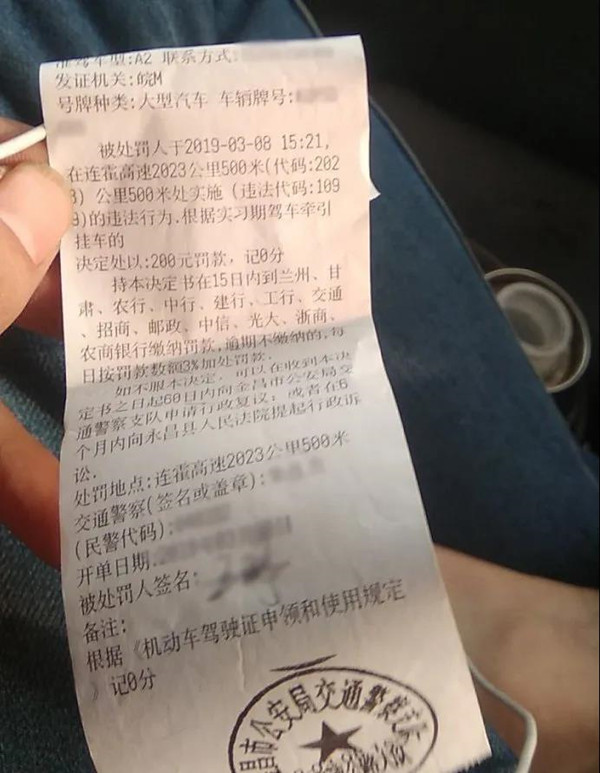 准驾车型:A2 联系方式:
发证机关:皖M
号牌种类:大型汽车 车辆牌号:
被处罚人于2019-03-08 15:21,
在连霍高速2023公里500米(代码:202
3) 公里500米处实施 (违法代码:109
9)的违法行为.根据实习期驾车牵引
挂车的
决定处以:200元罚款, 记0分
持本决定书在15日内到兰州、甘
肃、农行、中行、建行、工行、交通
、招商、邮政、中信、光大、浙商、
农商银行缴纳罚款,逾期不缴纳的,每
日按罚款数额3%加处罚款.
如不服本决定, 可以在收到本决
定书之日起60日内向金昌市公安局交
通警察支队申请行政复议; 或者在6
个月内向永昌县人民法院提起行政诉
讼.
处罚地点:连霍高速2023公里500米
交通警察(签名或盖章):
(民警代码):
开单日期:
被处罚人签名:
备注:
根据《机动车驾驶证申领和使用规定
》记0分
昌市公安局交通警察支队